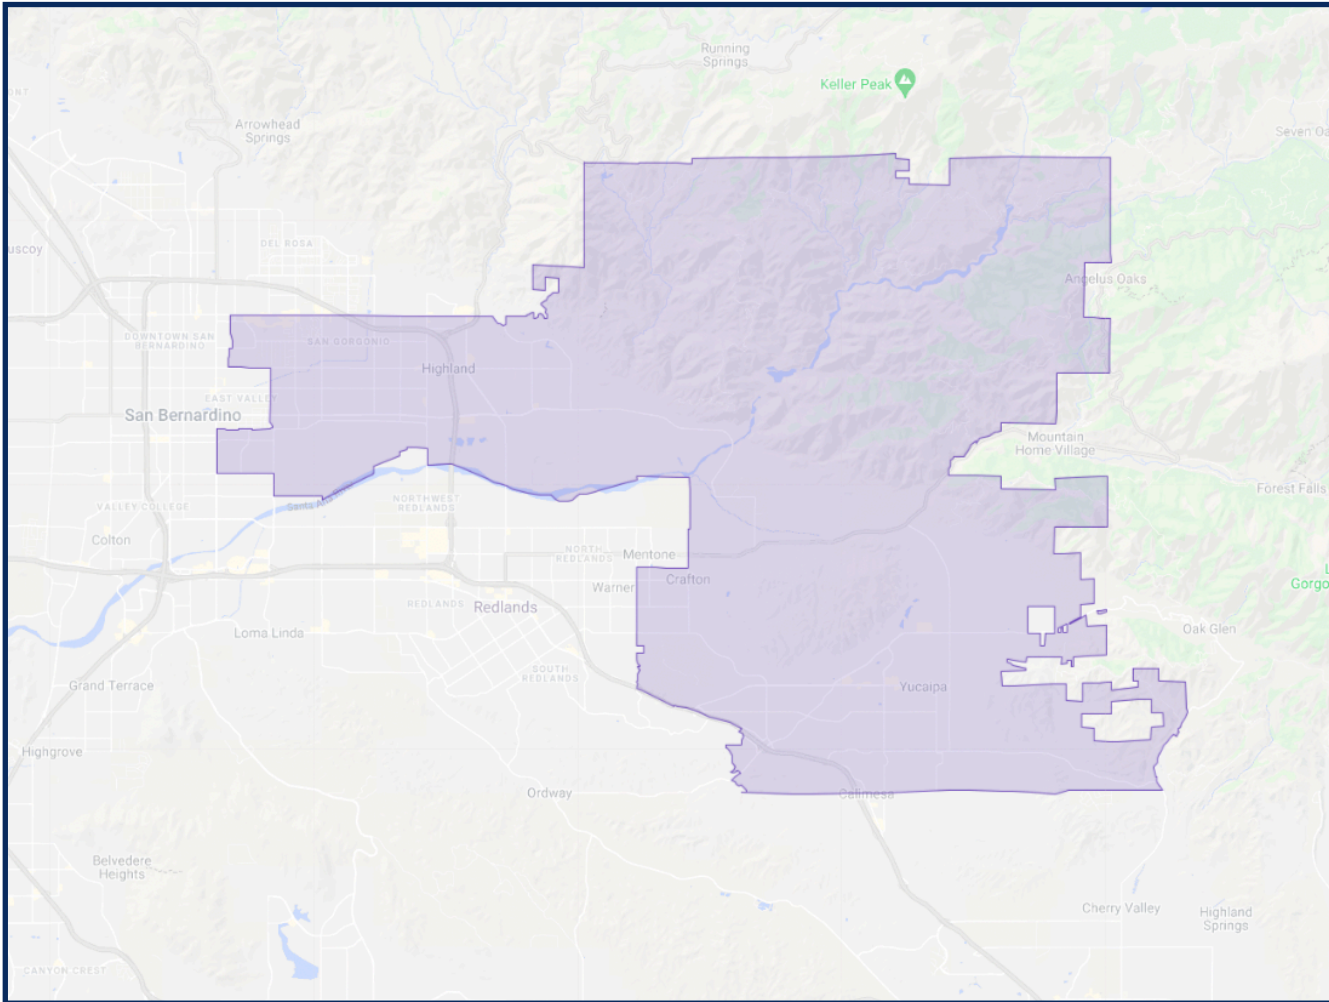 Running
Springs
Keller Peak
ONT
Arrowhead
Springs
Seven Oa
DEL ROSA
uscoy
Angelus Oaks
DOWNTOWN SAN
BERNARDINO
SAN GORGONIO
Highland
EAST VALLEY
San Bernardino
Mountain
Home Village
Forest Falls
VALLEY COLLEGE
NORTHWEST
REDLANDS
Colton
NORTH
REDLANDS
Mentone
Crafton
Warner
L
Gorgo
REDLANDS
Redlands
Loma Linda
Oak Glen
SOUTH
REDLANDS
Grand Terrace
Yucaipa
Highgrove
Ordway
Calimesa
Belvedere
Heights
Cherry Valley
Highland
Springs
CANYON CREST